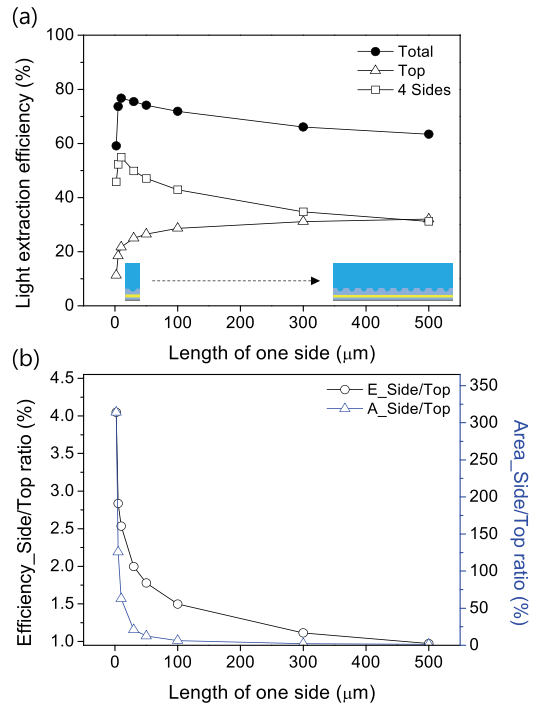 (a)
100
80
60
40
20
0
Light extraction efficiency (%)
Total
Top
4 Sides
0 100 200 300 400 500
Length of one side (μm)
(b)
4.5
4.0
3.5
3.0
2.5
2.0
1.5
1.0
Efficiency_Side/Top ratio (%)
E_Side/Top
A_Side/Top
350
300
250
200
150
100
50
0
Area_Side/Top ratio (%)
0 100 200 300 400 500
Length of one side (μm)